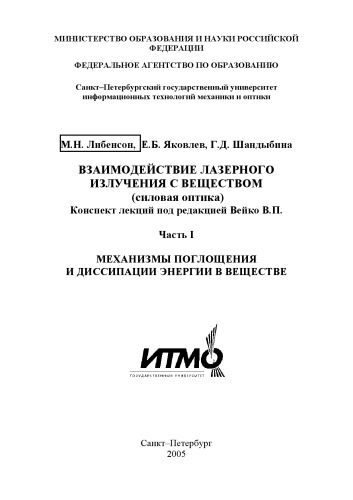 МИНИСТЕРСТВО ОБРАЗОВАНИЯ И НАУКИ РОССИЙСКОЙ
ФЕДЕРАЦИИ
ФЕДЕРАЛЬНОЕ АГЕНТСТВО ПО ОБРАЗОВАНИЮ
Санкт–Петербургский государственный университет
информационных технологий механики и оптики
М.Н. Либенсон, Е.Б. Яковлев, Г.Д. Шандыбина
ВЗАИМОДЕЙСТВИЕ ЛАЗЕРНОГО
ИЗЛУЧЕНИЯ С ВЕЩЕСТВОМ
(силовая оптика)
Конспект лекций под редакцией Вейко В.П.
Часть I
МЕХАНИЗМЫ ПОГЛОЩЕНИЯ
И ДИССИПАЦИИ ЭНЕРГИИ В ВЕЩЕСТВЕ
ИТМО
ГОСУДАРСТВЕННЫЙ УНИВЕРСИТЕТ
Санкт–Петербург
2005